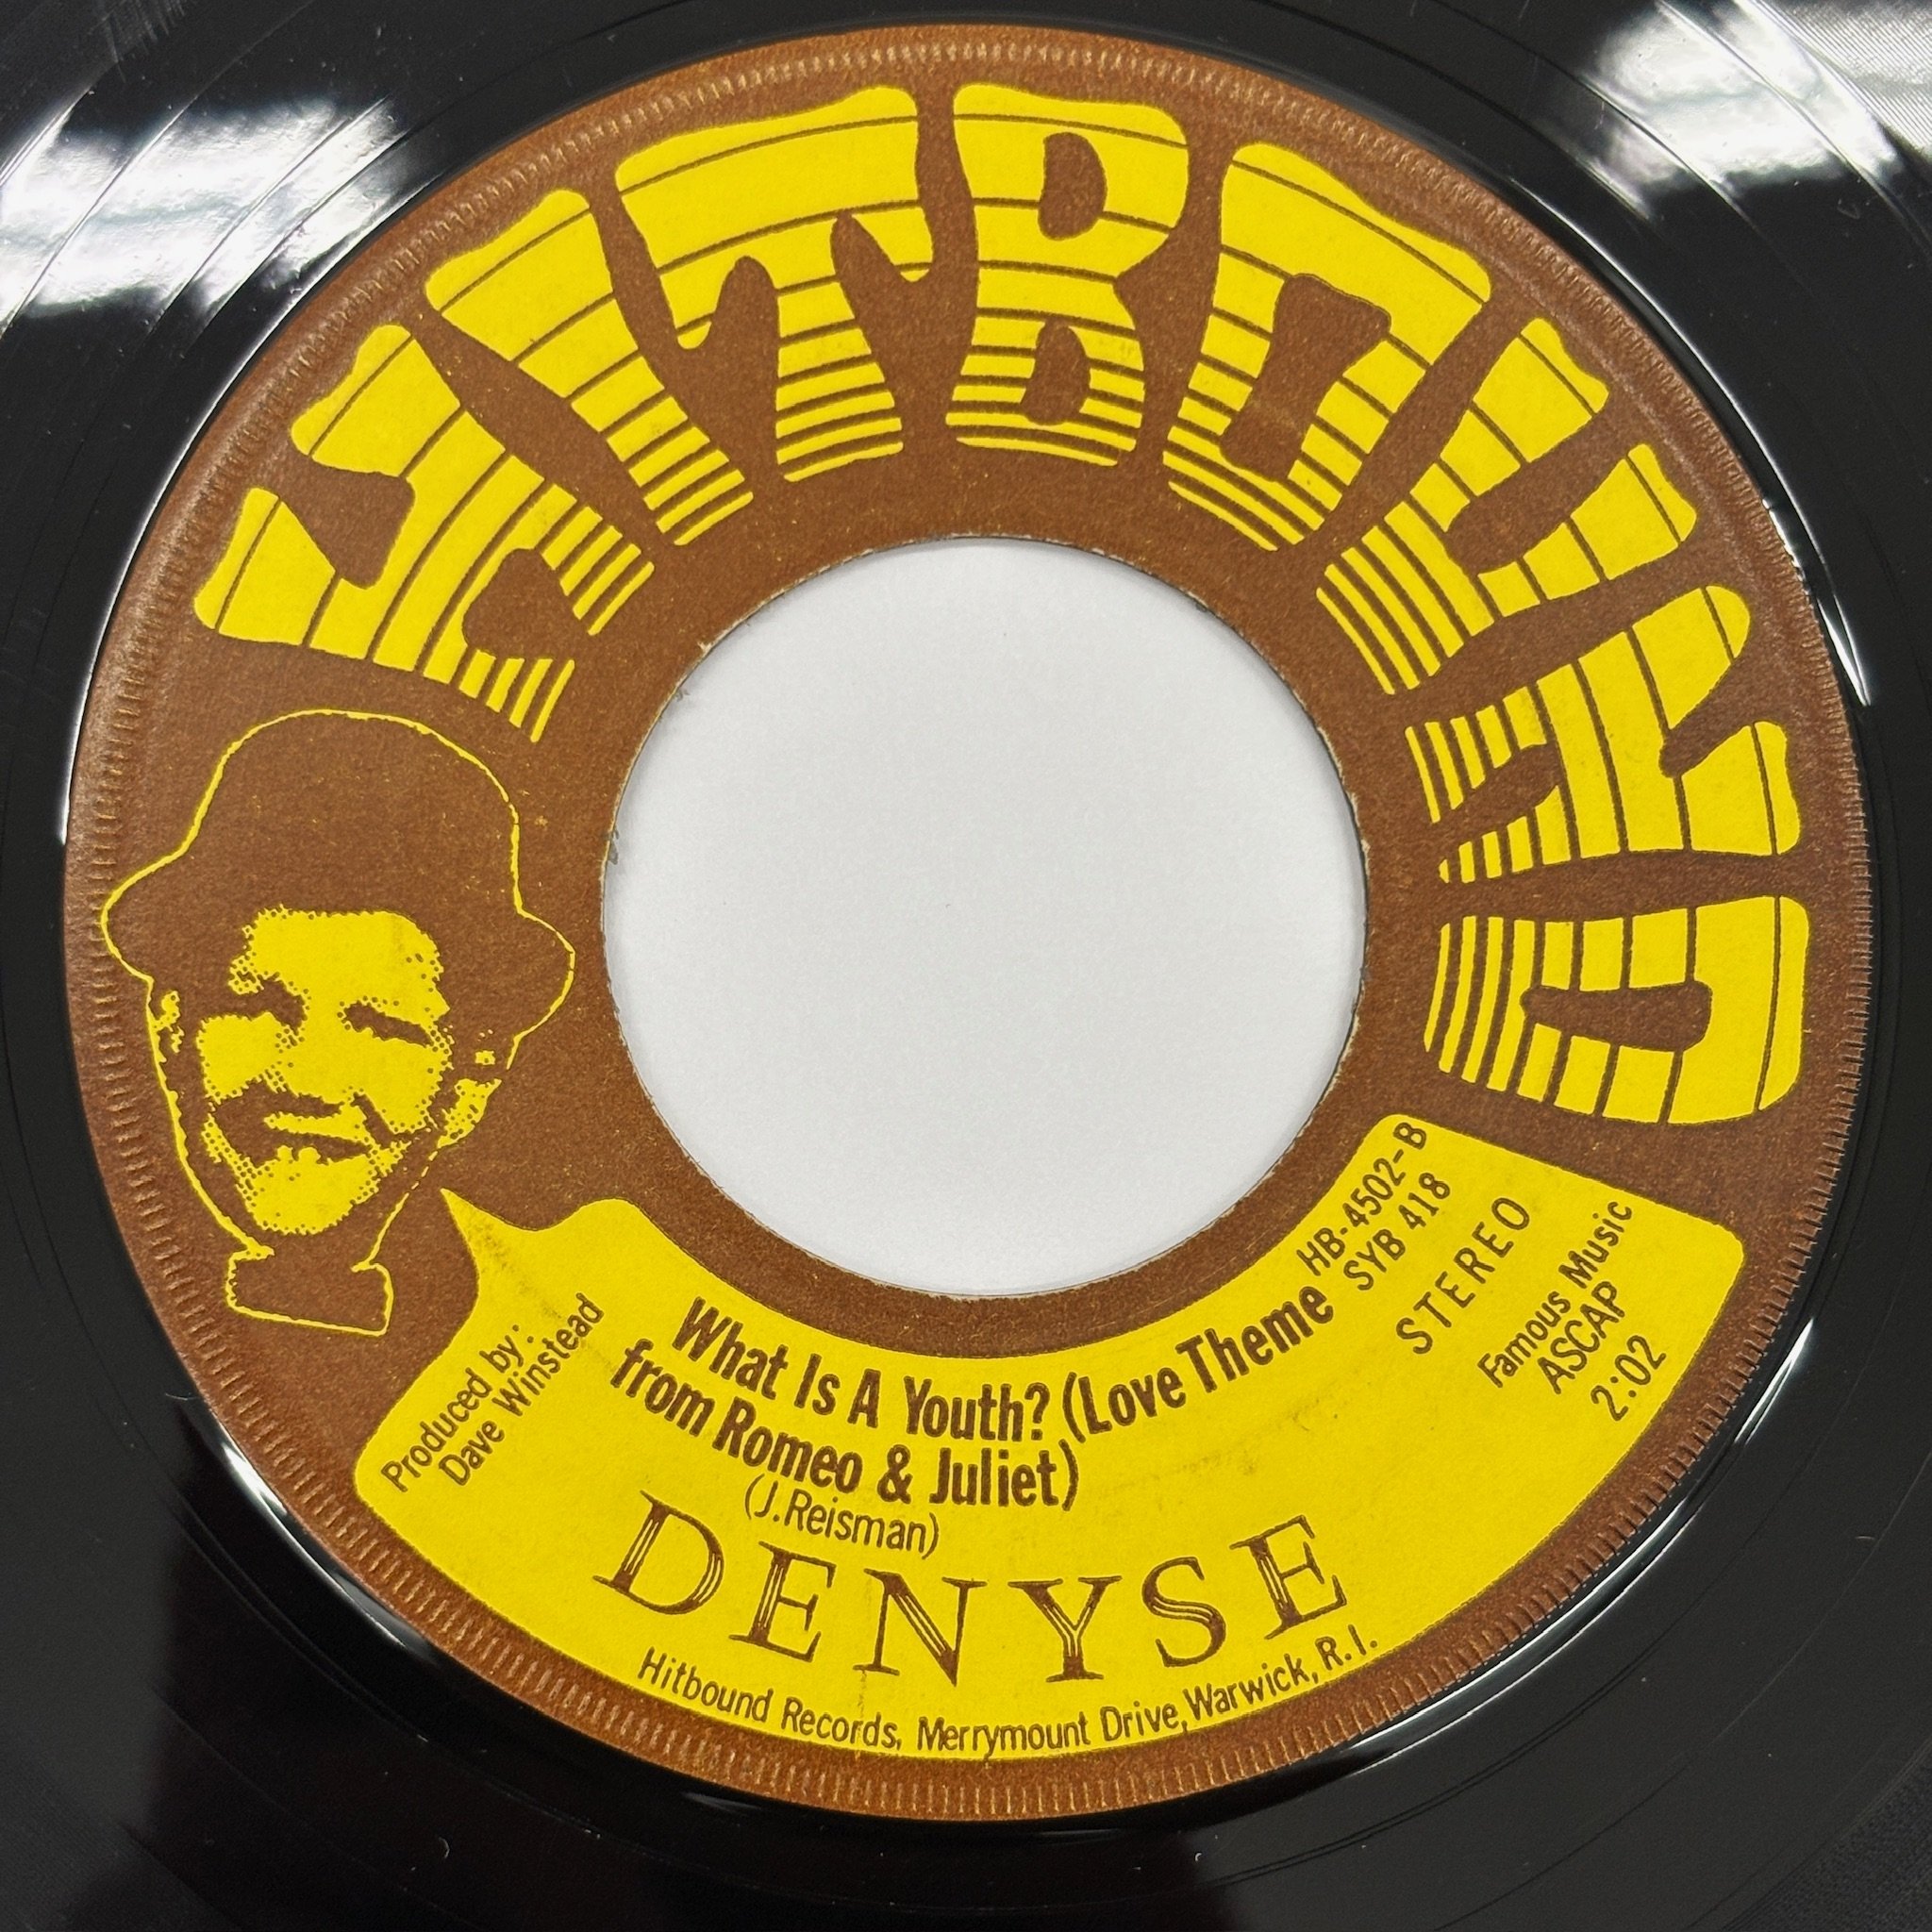 HITBOUND
HB-4502-B
SYB 418
STEREO
Famous Music
ASCAP
2:02
Produced by:
Dave Winstead
What Is A Youth? (Love Theme
from Romeo & Juliet)
(J.Reisman)
DENYSE
Hitbound Records, Merrymount Drive, Warwick, R.I.